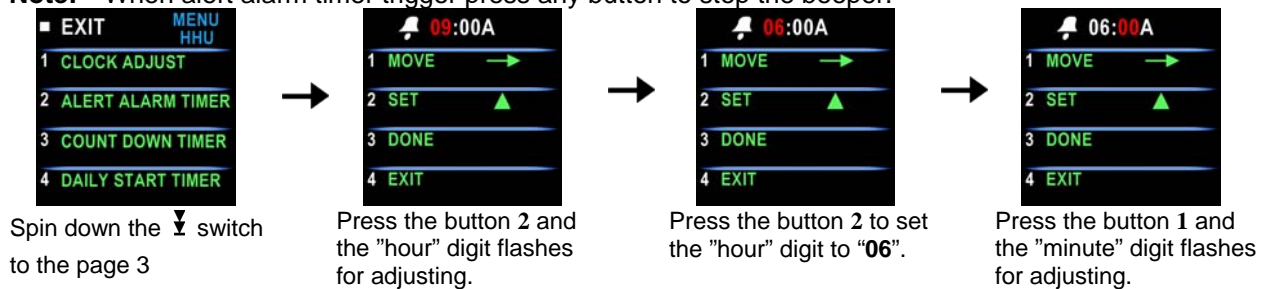 Note: When alert alarm timer trigger press any button to stop the beeper.
EXIT MENU
HHU
1 CLOCK ADJUST
2 ALERT ALARM TIMER
3 COUNT DOWN TIMER
4 DAILY START TIMER
Spin down the switch
to the page 3
09:00A
1 MOVE →
2 SET ▲
3 DONE
4 EXIT
Press the button 2 and
the ”hour” digit flashes
for adjusting.
06:00A
1 MOVE →
2 SET ▲
3 DONE
4 EXIT
Press the button 2 to set
the ”hour” digit to “06”.
06:00A
1 MOVE →
2 SET ▲
3 DONE
4 EXIT
Press the button 1 and
the ”minute” digit flashes
for adjusting.